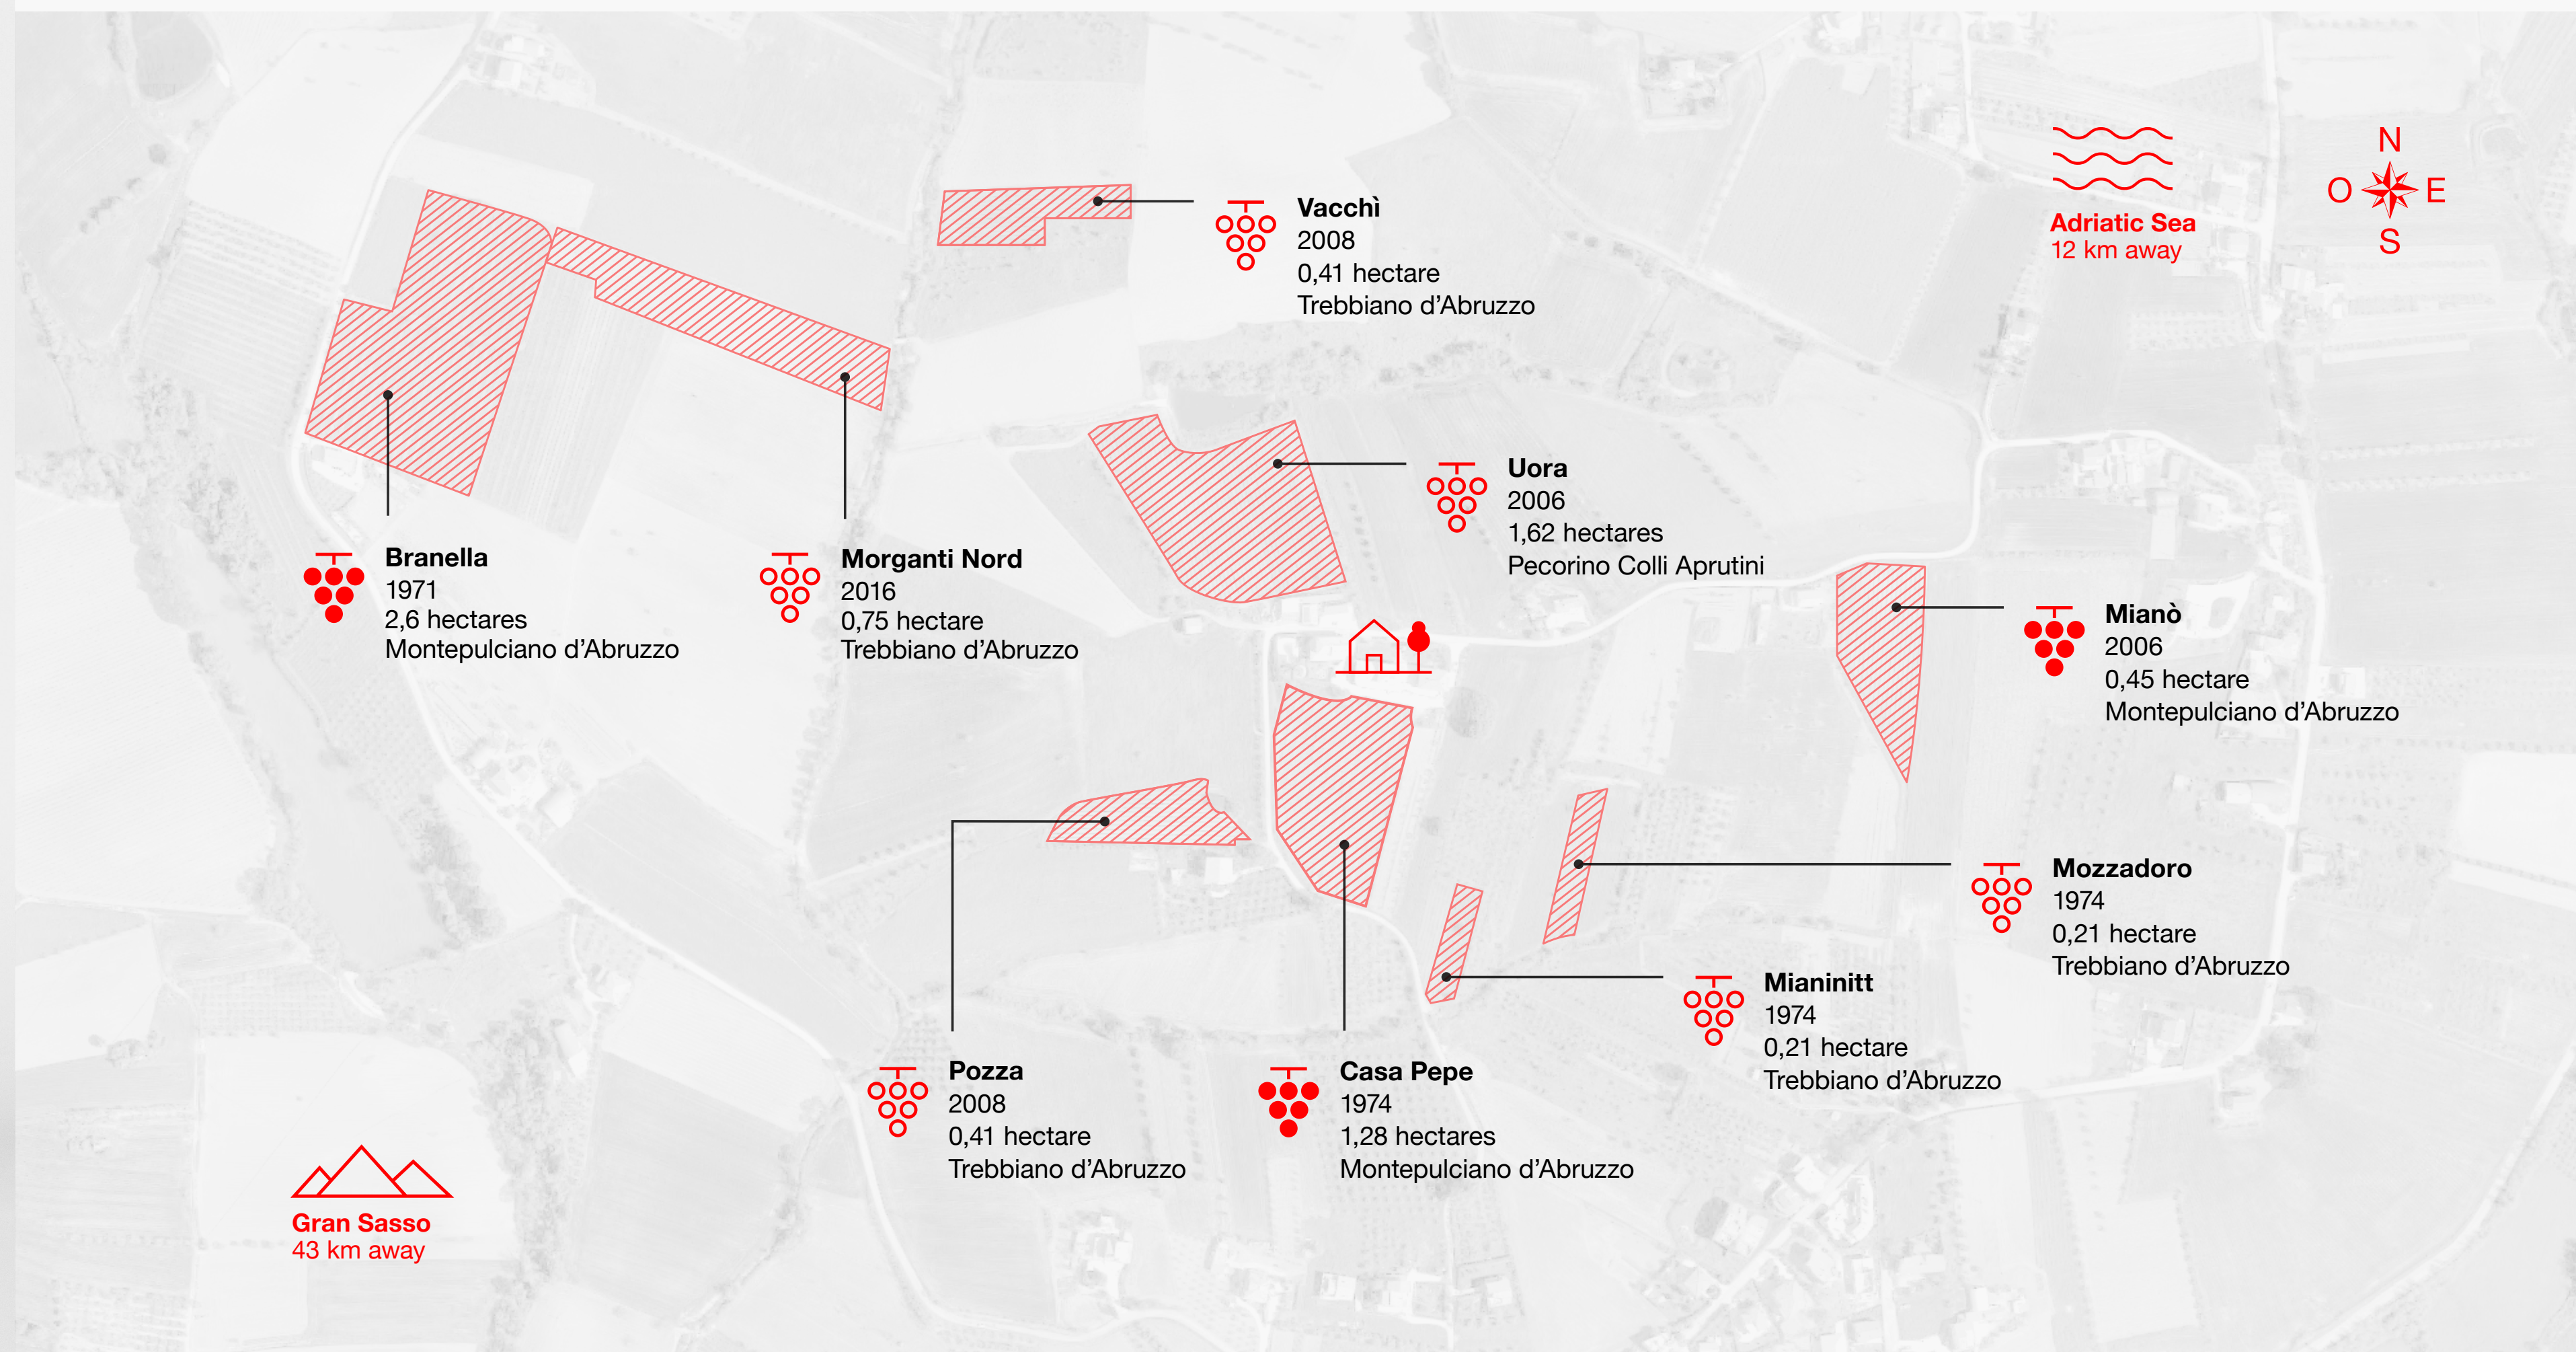 N
O E
S
Adriatic Sea
12 km away
Vacchì
2008
0,41 hectare
Trebbiano d’Abruzzo
Uora
2006
1,62 hectares
Pecorino Colli Aprutini
Branella
1971
2,6 hectares
Montepulciano d’Abruzzo
Morganti Nord
2016
0,75 hectare
Trebbiano d’Abruzzo
Mianò
2006
0,45 hectare
Montepulciano d’Abruzzo
Mozzadoro
1974
0,21 hectare
Trebbiano d’Abruzzo
Mianinitt
1974
0,21 hectare
Trebbiano d’Abruzzo
Pozza
2008
0,41 hectare
Trebbiano d’Abruzzo
Casa Pepe
1974
1,28 hectares
Montepulciano d’Abruzzo
Gran Sasso
43 km away